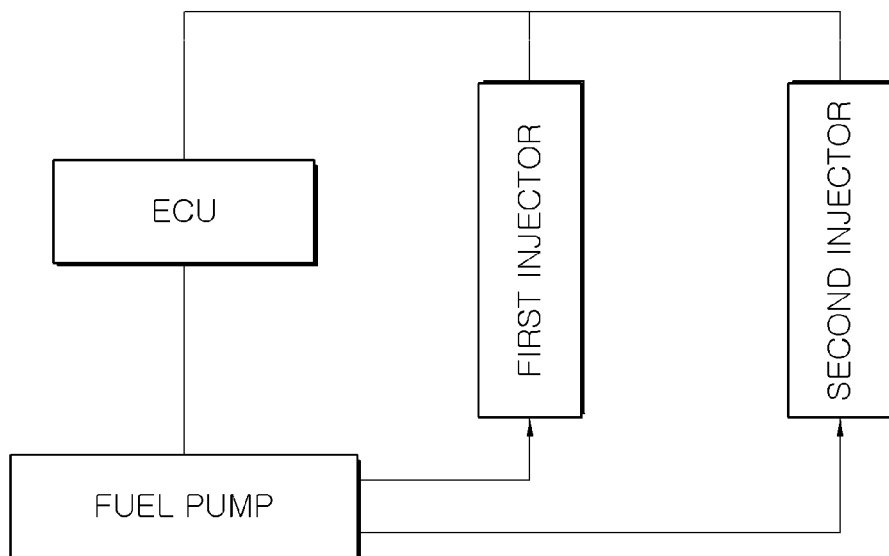 ECU
FIRST INJECTOR
SECOND INJECTOR
FUEL PUMP